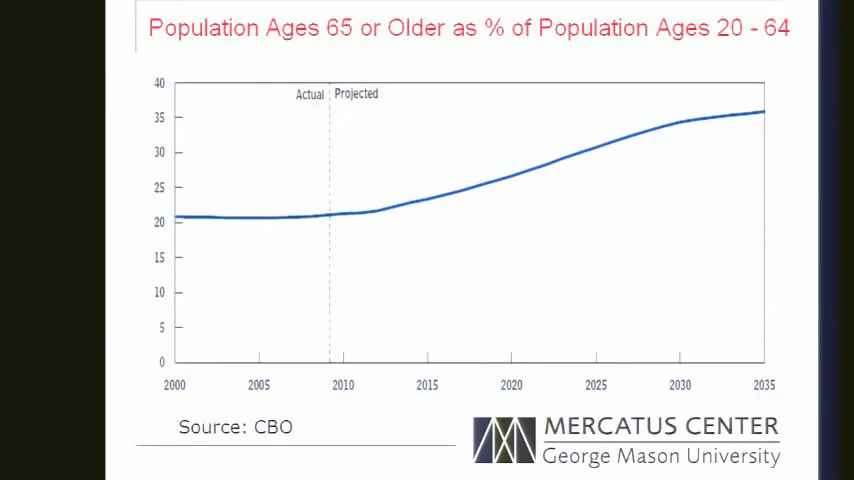 Population Ages 65 or Older as % of Population Ages 20 - 64
40
Actual Projected
35
30
25
20
15
10
5
0
2000 2005 2010 2015 2020 2025 2030 2035
Source: CBO
MERCATUS CENTER
George Mason University